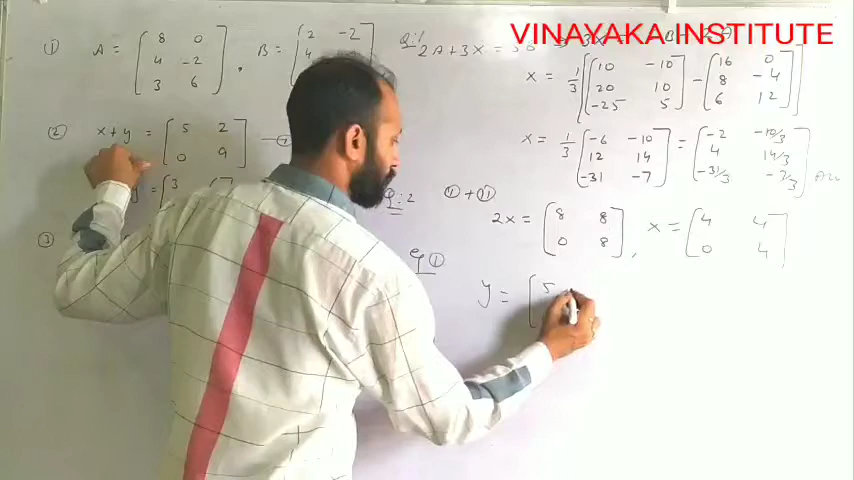 VINAYAKA INSTITUTE
① A = [ 8 0
4 -2
3 6 ] , B = [ 2 -2
4
Q:1
2A+3X =
X = 1/3 [ 10 -10
20 10
-25 5 ] - [ 16 0
8 -4
6 12 ]
X = 1/3 [ -6 -10
12 14
-31 -7 ] = [ -2 -10/3
4 14/3
-31/3 -7/3 ]
② x+y = [ 5 2
0 9 ]
= [ 3
③
Q:2
2x = [ 8 8
0 8 ] , x = [ 4 4
0 4 ]
①
y = [ 5